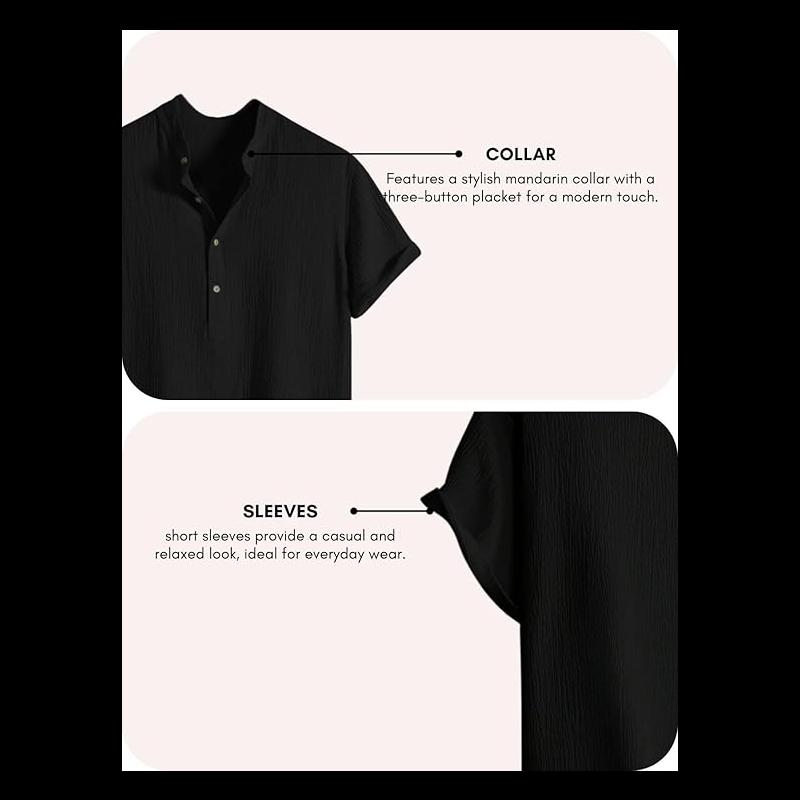 COLLAR
Features a stylish mandarin collar with a
three-button placket for a modern touch.
SLEEVES
short sleeves provide a casual and
relaxed look, ideal for everyday wear.